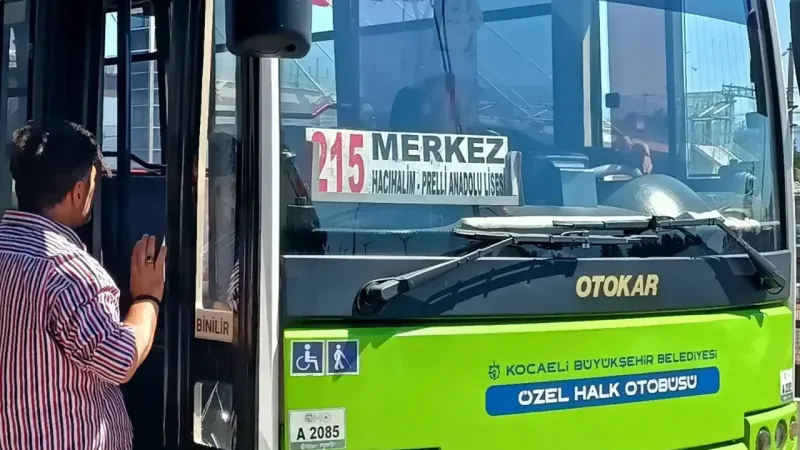 215 MERKEZ
HACIHALİM - PRELLİ ANADOLU LİSESİ
OTOKAR
BİNİLİR
KOCAELİ BÜYÜKŞEHİR BELEDİYESİ
ÖZEL HALK OTOBÜSÜ
A 2085